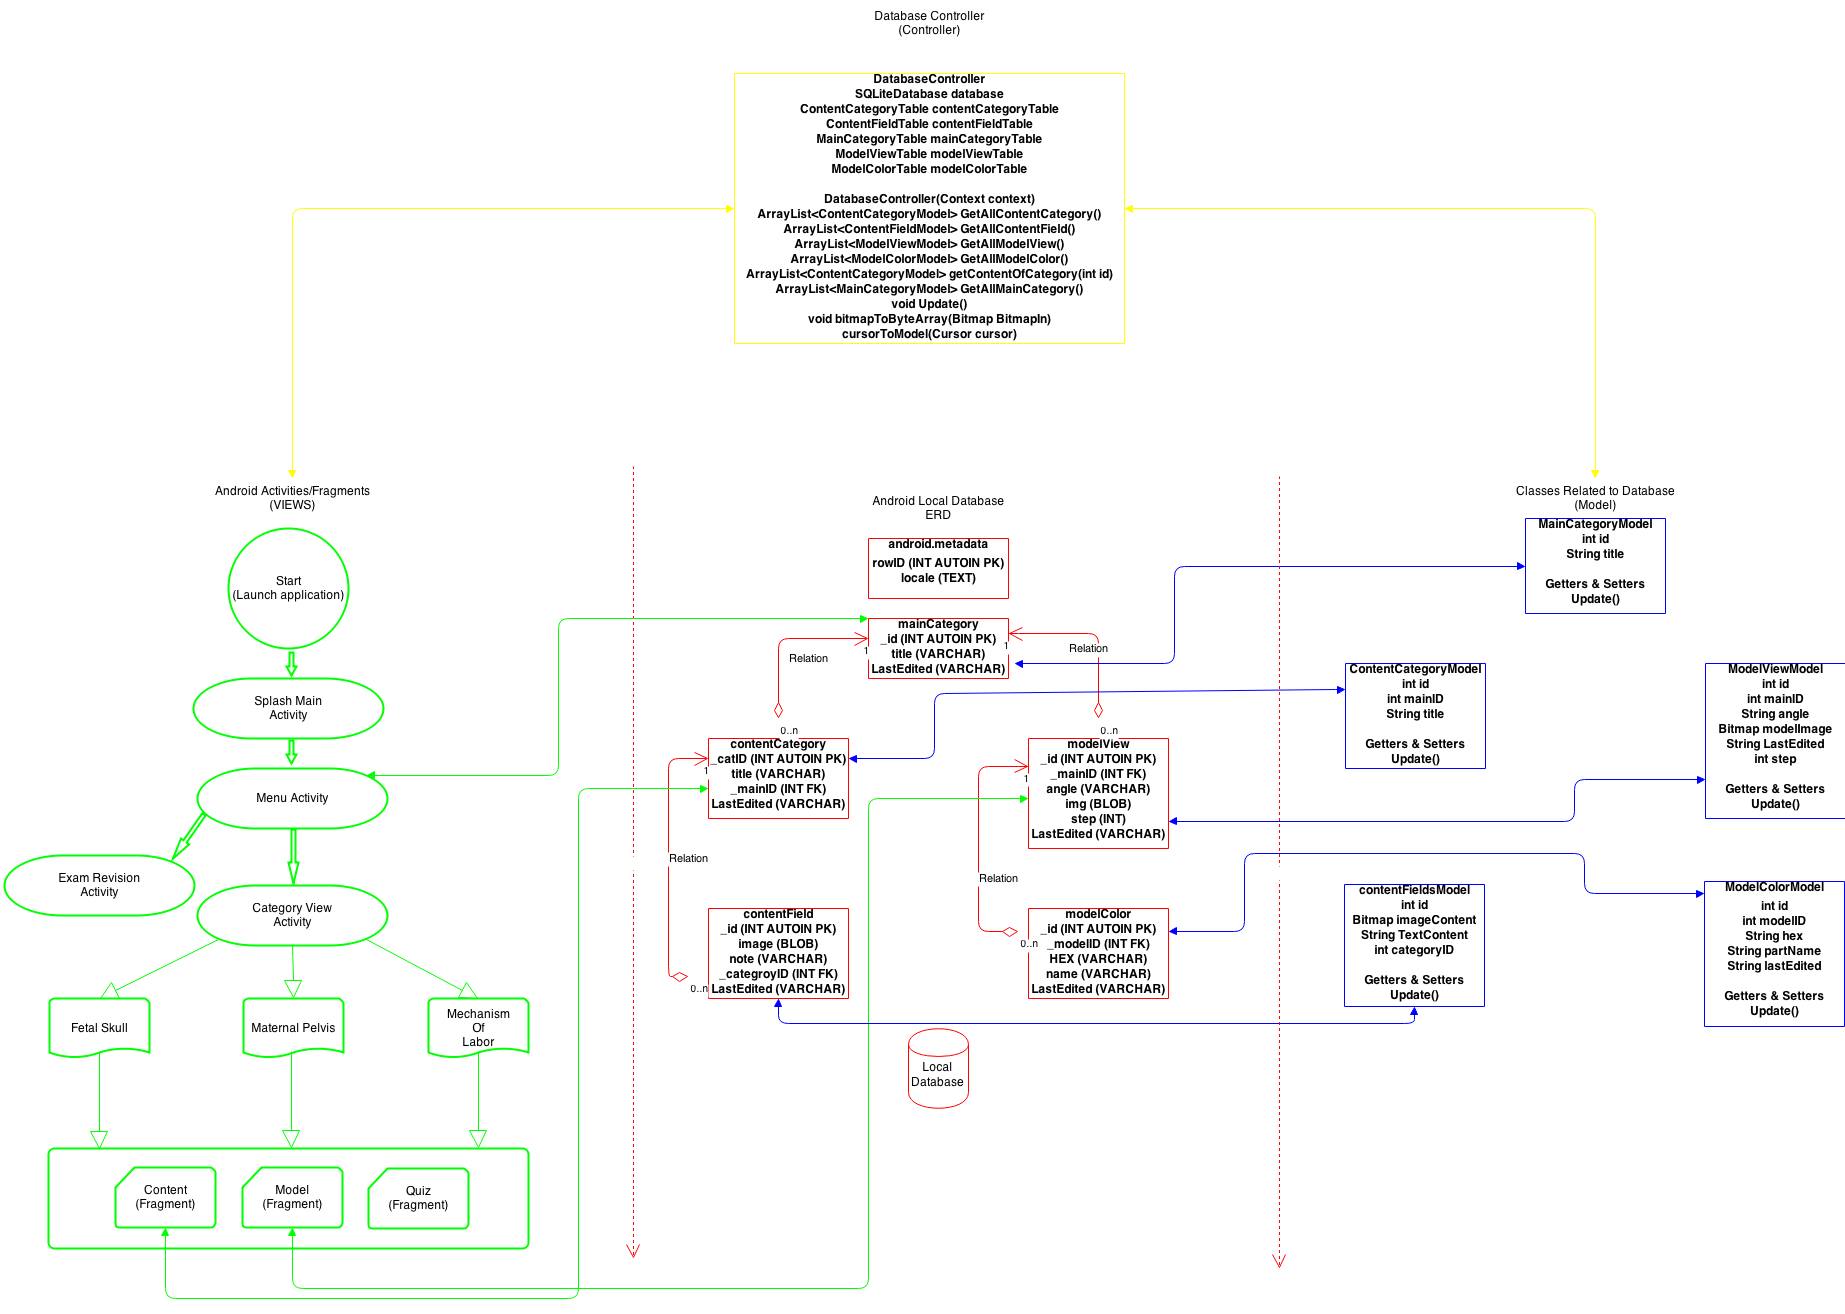 Database Controller
(Controller)
DatabaseController
SQLiteDatabase database
ContentCategoryTable contentCategoryTable
ContentFieldTable contentFieldTable
MainCategoryTable mainCategoryTable
ModelViewTable modelViewTable
ModelColorTable modelColorTable
DatabaseController(Context context)
ArrayList<ContentCategoryModel> GetAllContentCategory()
ArrayList<ContentFieldModel> GetAllContentField()
ArrayList<ModelViewModel> GetAllModelView()
ArrayList<ModelColorModel> GetAllModelColor()
ArrayList<ContentCategoryModel> getContentOfCategory(int id)
ArrayList<MainCategoryModel> GetAllMainCategory()
void Update()
void bitmapToByteArray(Bitmap BitmapIn)
cursorToModel(Cursor cursor)
Android Activities/Fragments
(VIEWS)
Start
(Launch application)
Splash Main
Activity
Menu Activity
Exam Revision
Activity
Category View
Activity
Fetal Skull
Maternal Pelvis
Mechanism
Of
Labor
Content
(Fragment)
Model
(Fragment)
Quiz
(Fragment)
Android Local Database
ERD
android.metadata
rowID (INT AUTOIN PK)
locale (TEXT)
mainCategory
_id (INT AUTOIN PK)
title (VARCHAR)
LastEdited (VARCHAR)
1
1
Relation
Relation
0..n
0..n
contentCategory
_catID (INT AUTOIN PK)
title (VARCHAR)
_mainID (INT FK)
LastEdited (VARCHAR)
1
modelView
_id (INT AUTOIN PK)
_mainID (INT FK)
angle (VARCHAR)
img (BLOB)
step (INT)
LastEdited (VARCHAR)
1
Relation
Relation
contentField
_id (INT AUTOIN PK)
image (BLOB)
note (VARCHAR)
_categroyID (INT FK)
LastEdited (VARCHAR)
0..n
modelColor
_id (INT AUTOIN PK)
_modelID (INT FK)
HEX (VARCHAR)
name (VARCHAR)
LastEdited (VARCHAR)
0..n
Local
Database
Classes Related to Database
(Model)
MainCategoryModel
int id
String title
Getters & Setters
Update()
ContentCategoryModel
int id
int mainID
String title
Getters & Setters
Update()
ModelViewModel
int id
int mainID
String angle
Bitmap modelImage
String LastEdited
int step
Getters & Setters
Update()
contentFieldsModel
int id
Bitmap imageContent
String TextContent
int categoryID
Getters & Setters
Update()
ModelColorModel
int id
int modelID
String hex
String partName
String lastEdited
Getters & Setters
Update()